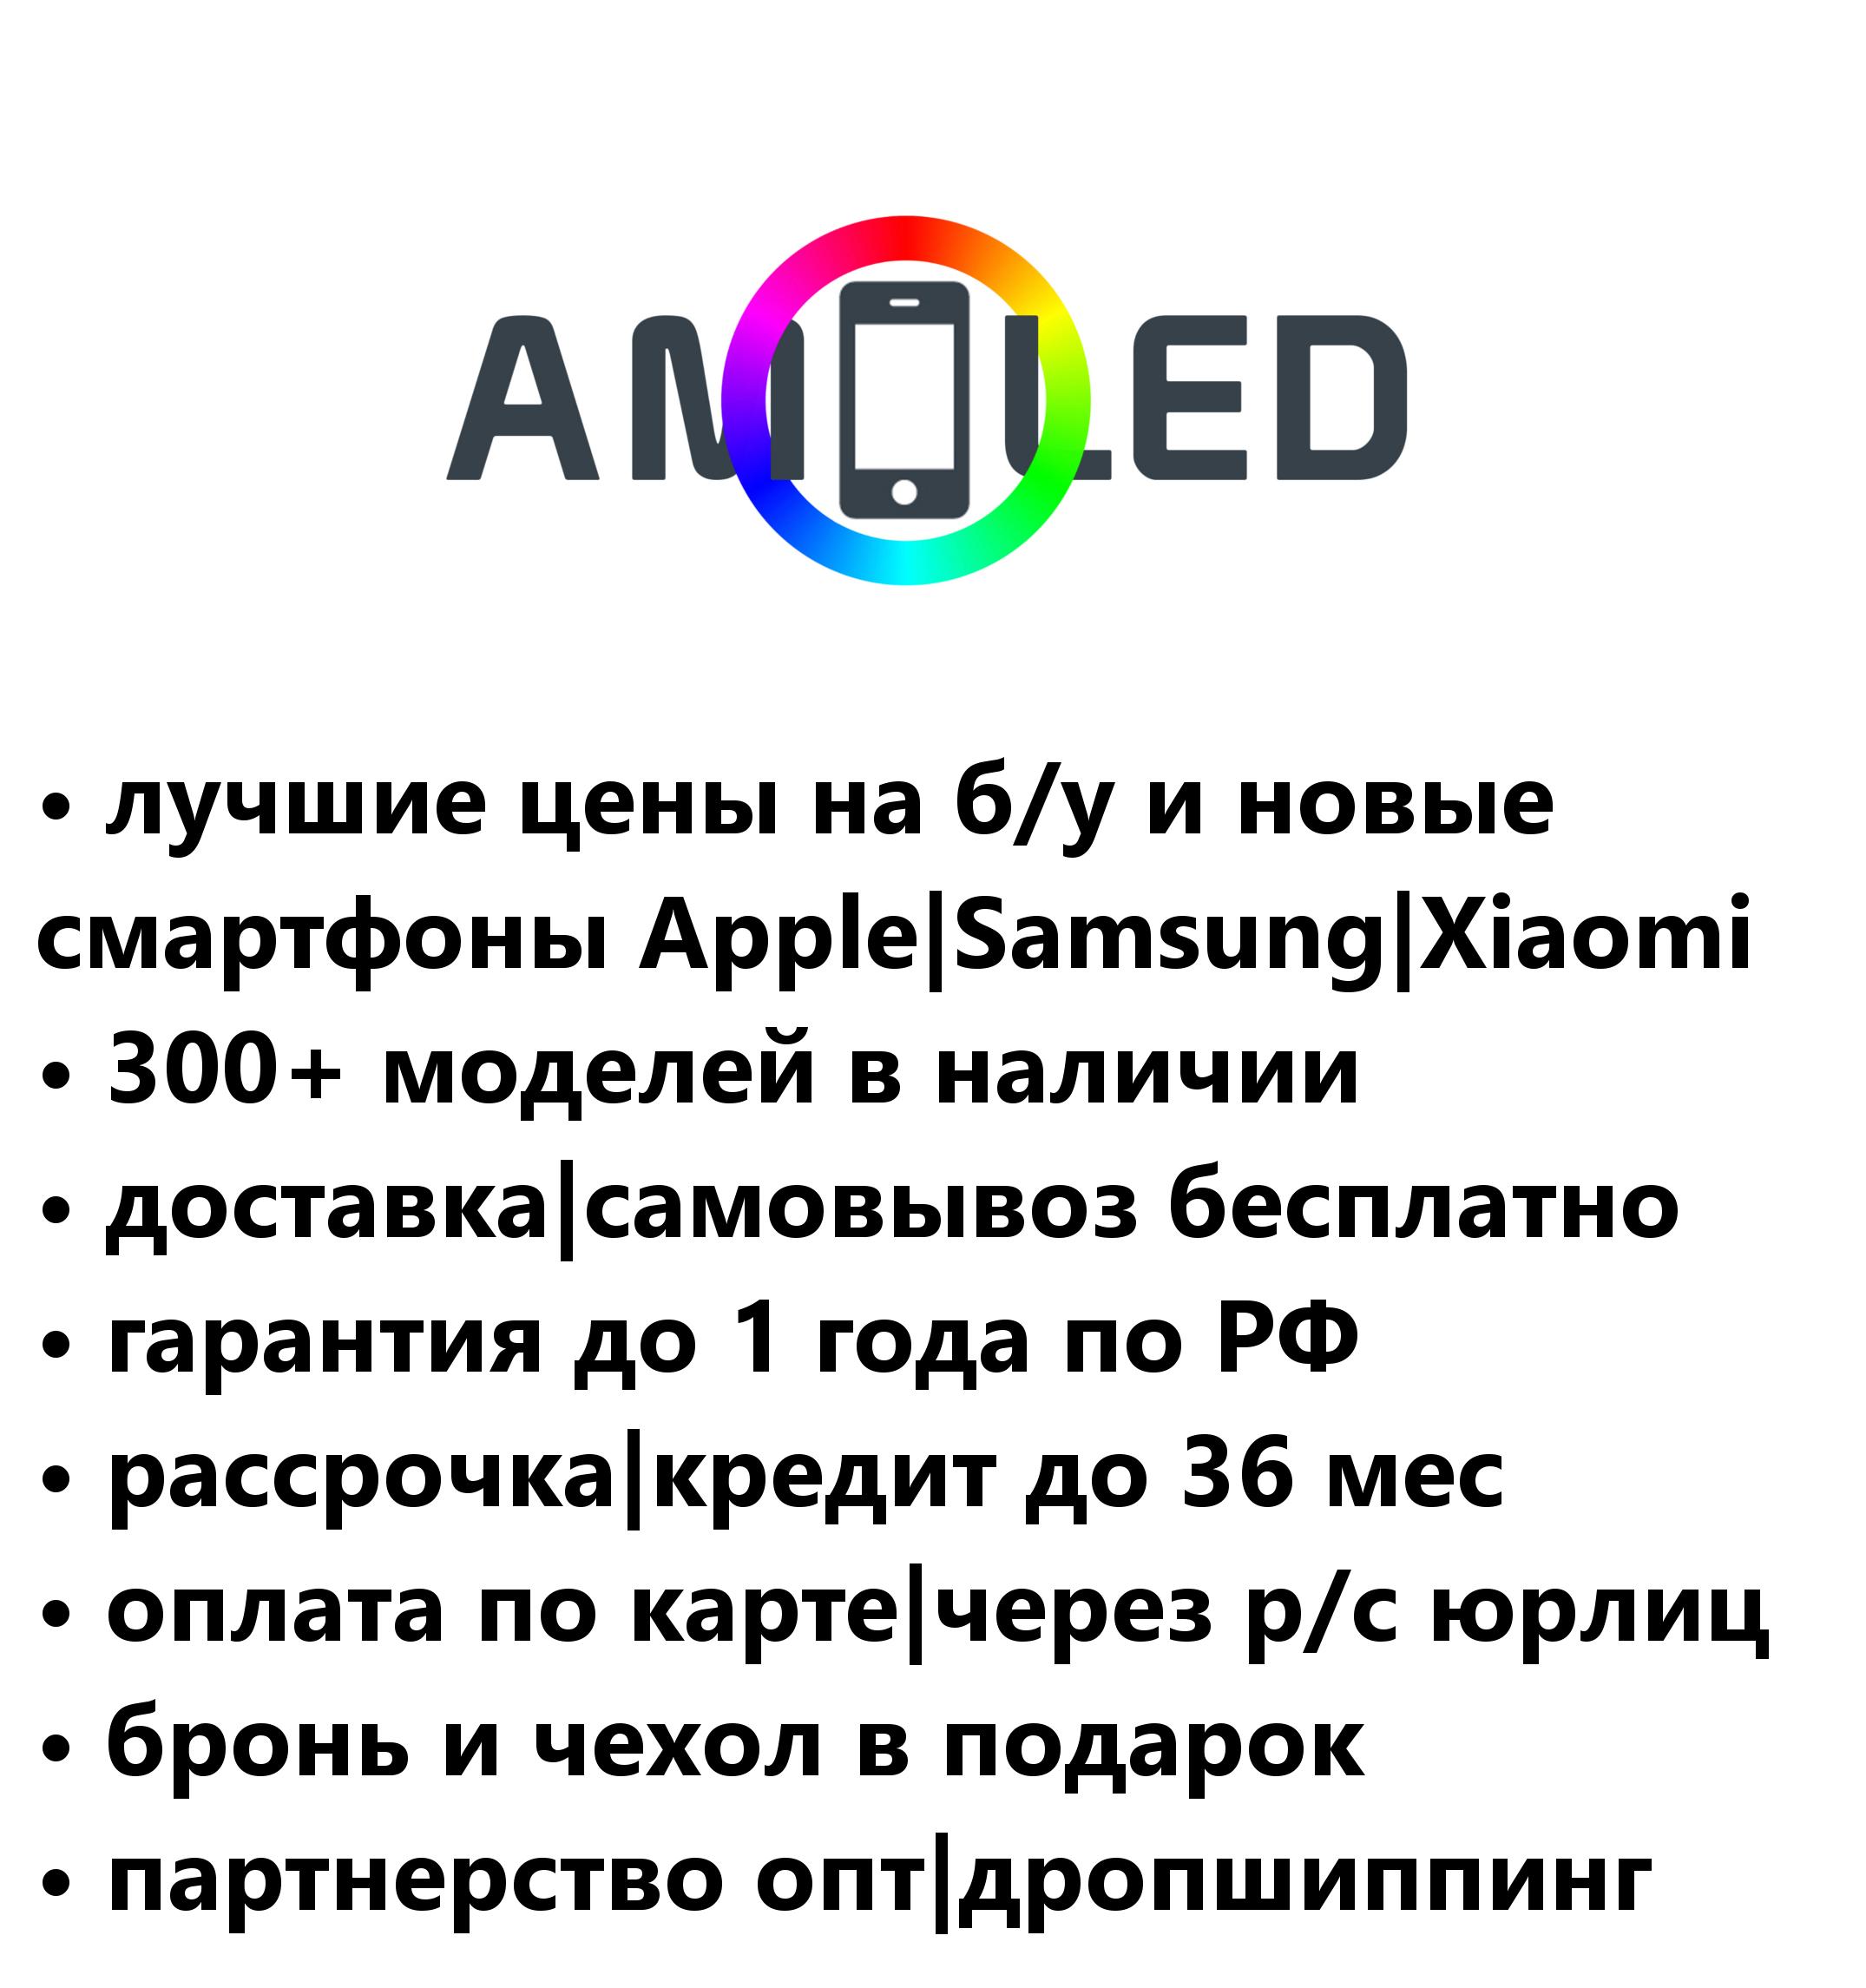 AMOLED
• лучшие цены на б/у и новые
смартфоны Apple|Samsung|Xiaomi
• 300+ моделей в наличии
• доставка|самовывоз бесплатно
• гарантия до 1 года по РФ
• рассрочка|кредит до 36 мес
• оплата по карте|через р/с юрлиц
• бронь и чехол в подарок
• партнерство опт|дропшиппинг